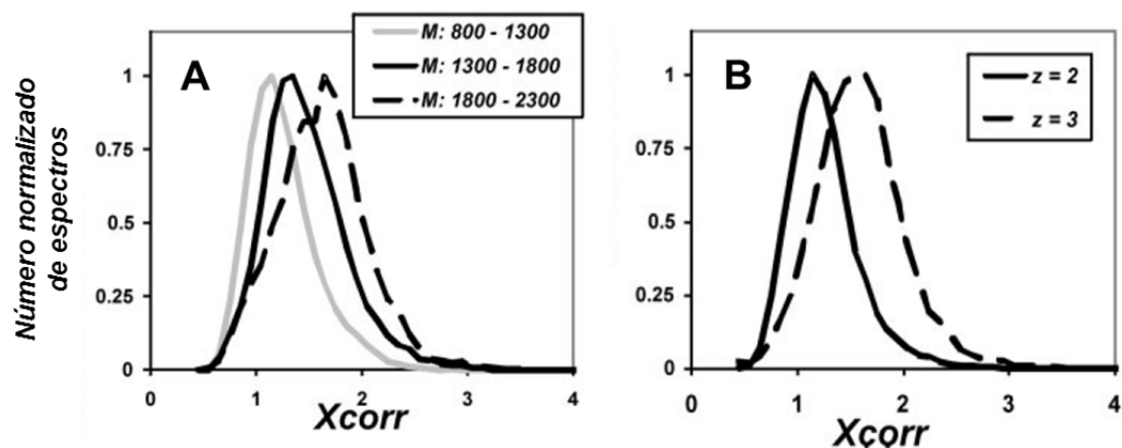 Número normalizado
de espectros
A
M: 800 - 1300
M: 1300 - 1800
M: 1800 - 2300
1
0.75
0.5
0.25
0
0 1 2 3 4
Xcorr
B
z = 2
z = 3
1
0.75
0.5
0.25
0
0 1 2 3 4
Xcorr